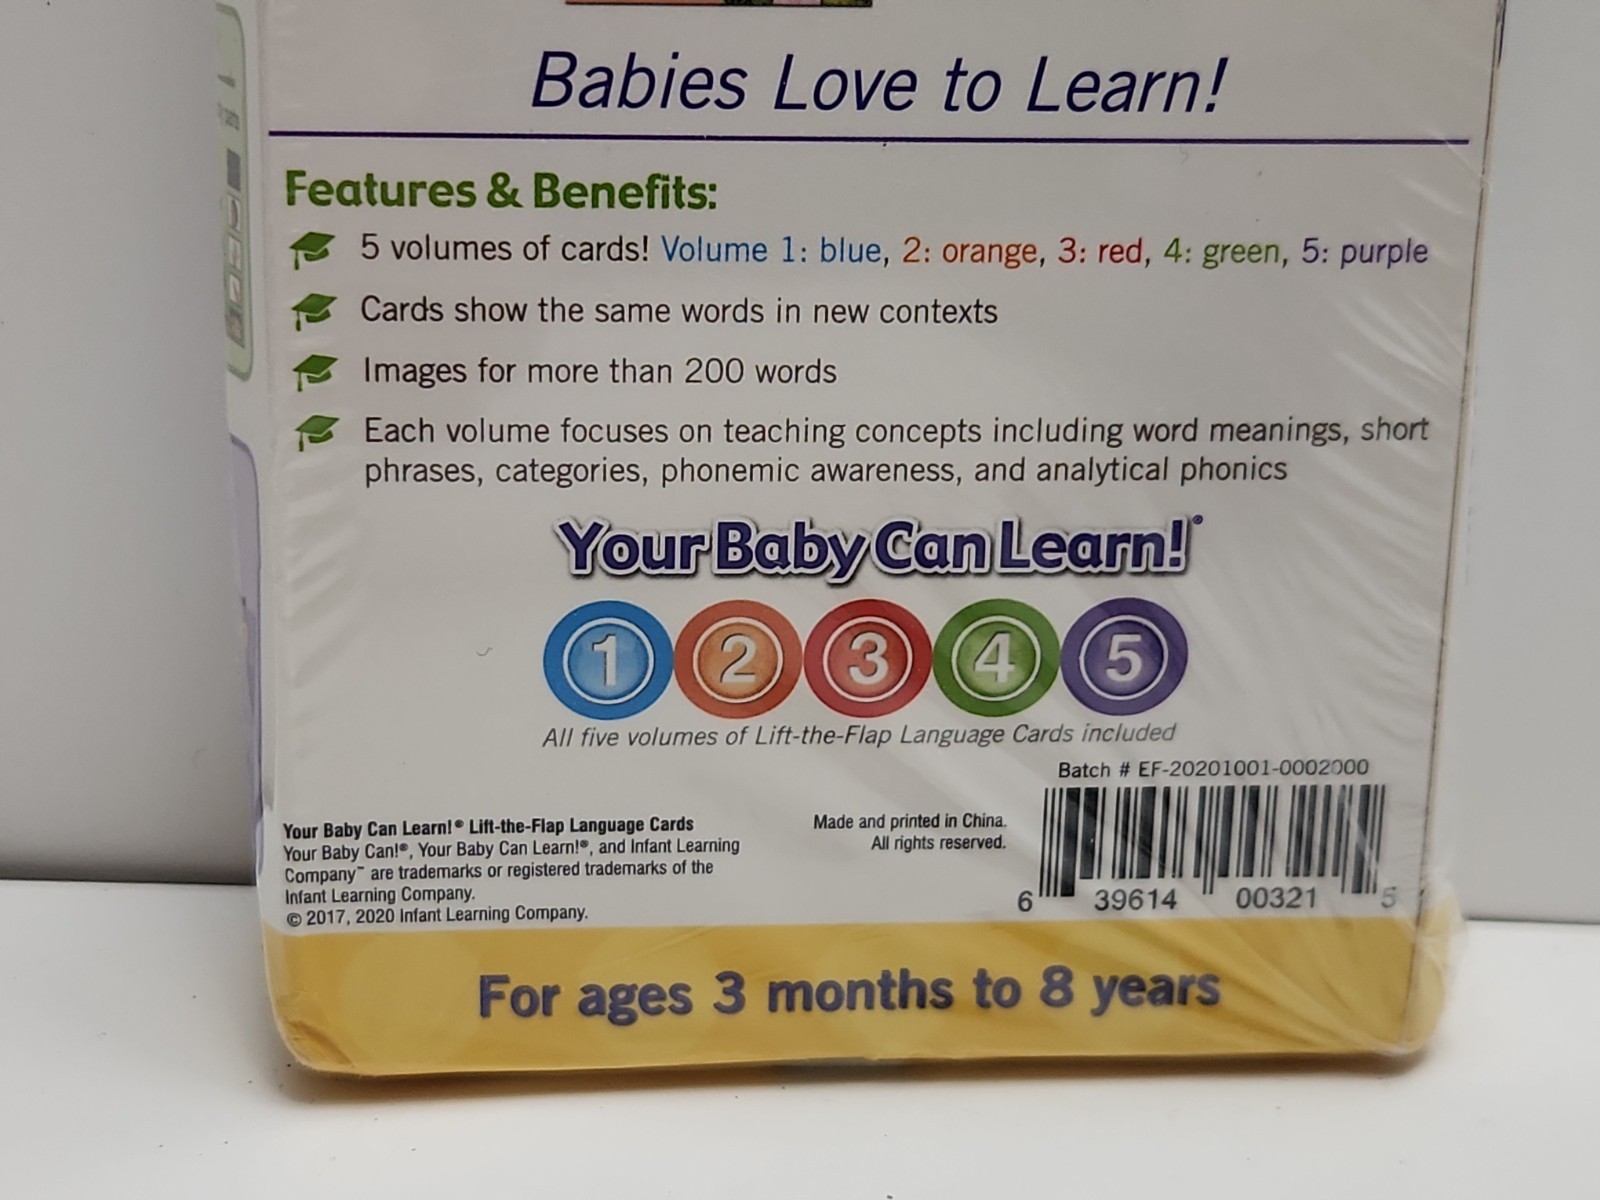 Babies Love to Learn!
Features & Benefits:
5 volumes of cards! Volume 1: blue, 2: orange, 3: red, 4: green, 5: purple
Cards show the same words in new contexts
Images for more than 200 words
Each volume focuses on teaching concepts including word meanings, short
phrases, categories, phonemic awareness, and analytical phonics
Your Baby Can Learn!®
1 2 3 4 5
All five volumes of Lift-the-Flap Language Cards included
Batch # EF-20201001-0002000
Your Baby Can Learn!® Lift-the-Flap Language Cards
Your Baby Can!®, Your Baby Can Learn!®, and Infant Learning
Company™ are trademarks or registered trademarks of the
Infant Learning Company.
© 2017, 2020 Infant Learning Company.
Made and printed in China.
All rights reserved.
6 39614 00321 5
For ages 3 months to 8 years